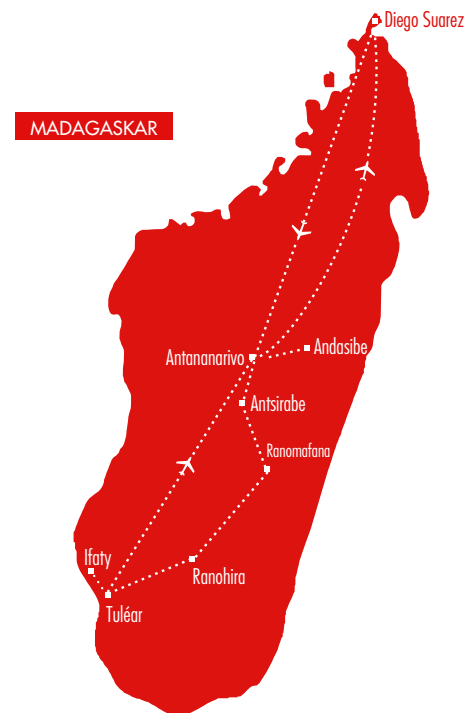 Diego Suarez
MADAGASKAR
Antananarivo
Andasibe
Antsirabe
Ranomafana
Ifaty
Ranohira
Tuléar